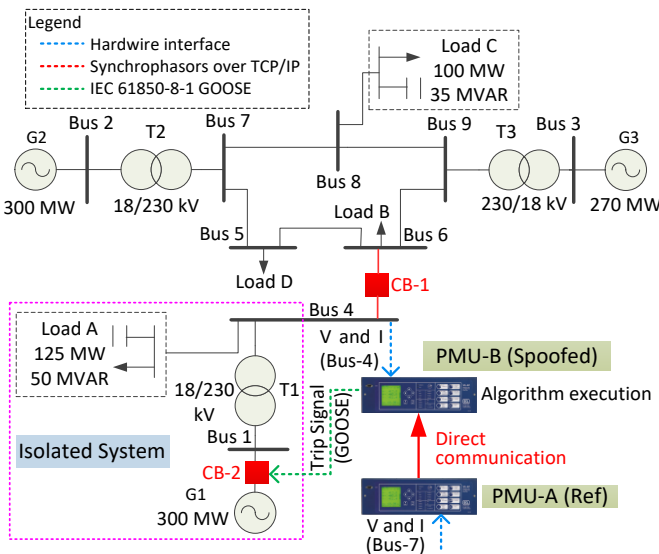 Legend
Hardwire interface
Synchrophasors over TCP/IP
IEC 61850-8-1 GOOSE
Load C
100 MW
35 MVAR
G2
Bus 2
T2
Bus 7
Bus 9
T3
Bus 3
G3
300 MW
18/230 kV
Bus 8
230/18 kV
270 MW
Load B
Bus 5
Bus 6
Load D
CB-1
Bus 4
Load A
125 MW
50 MVAR
V and I
(Bus-4)
PMU-B (Spoofed)
18/230
kV
T1
Algorithm execution
Trip Signal
(GOOSE)
Bus 1
Isolated System
Direct
communication
CB-2
G1
300 MW
PMU-A (Ref)
V and I
(Bus-7)